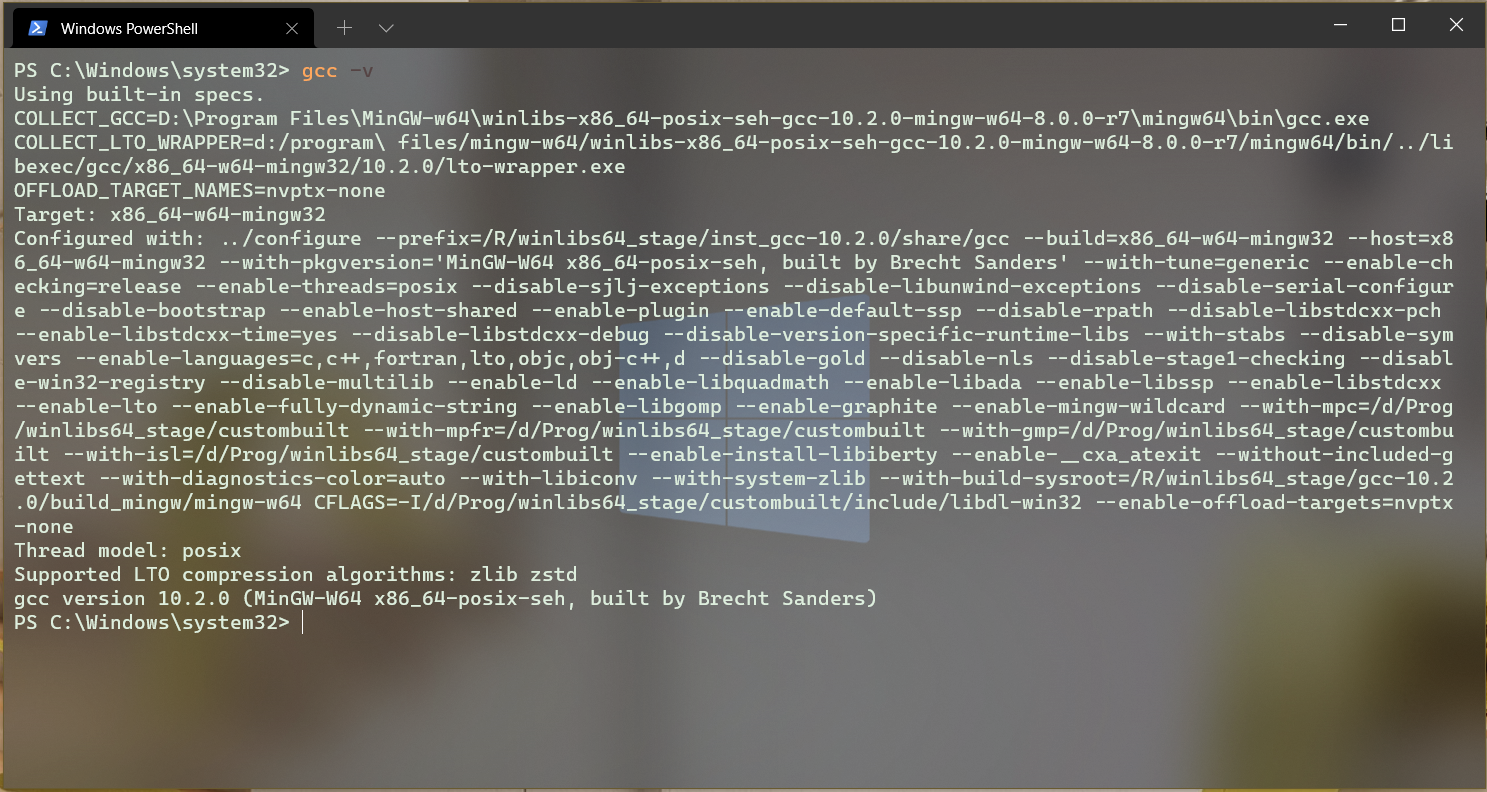 Windows PowerShell
PS C:\Windows\system32> gcc -v
Using built-in specs.
COLLECT_GCC=D:\Program Files\MinGW-w64\winlibs-x86_64-posix-seh-gcc-10.2.0-mingw-w64-8.0.0-r7\mingw64\bin\gcc.exe
COLLECT_LTO_WRAPPER=d:/program\ files/mingw-w64/winlibs-x86_64-posix-seh-gcc-10.2.0-mingw-w64-8.0.0-r7/mingw64/bin/../li
bexec/gcc/x86_64-w64-mingw32/10.2.0/lto-wrapper.exe
OFFLOAD_TARGET_NAMES=nvptx-none
Target: x86_64-w64-mingw32
Configured with: ../configure --prefix=/R/winlibs64_stage/inst_gcc-10.2.0/share/gcc --build=x86_64-w64-mingw32 --host=x8
6_64-w64-mingw32 --with-pkgversion='MinGW-W64 x86_64-posix-seh, built by Brecht Sanders' --with-tune=generic --enable-ch
ecking=release --enable-threads=posix --disable-sjlj-exceptions --disable-libunwind-exceptions --disable-serial-configur
e --disable-bootstrap --enable-host-shared --enable-plugin --enable-default-ssp --disable-rpath --disable-libstdcxx-pch
--enable-libstdcxx-time=yes --disable-libstdcxx-debug --disable-version-specific-runtime-libs --with-stabs --disable-sym
vers --enable-languages=c,c++,fortran,lto,objc,obj-c++,d --disable-gold --disable-nls --disable-stage1-checking --disabl
e-win32-registry --disable-multilib --enable-ld --enable-libquadmath --enable-libada --enable-libssp --enable-libstdcxx
--enable-lto --enable-fully-dynamic-string --enable-libgomp --enable-graphite --enable-mingw-wildcard --with-mpc=/d/Prog
/winlibs64_stage/custombuilt --with-mpfr=/d/Prog/winlibs64_stage/custombuilt --with-gmp=/d/Prog/winlibs64_stage/custombu
ilt --with-isl=/d/Prog/winlibs64_stage/custombuilt --enable-install-libiberty --enable-__cxa_atexit --without-included-g
ettext --with-diagnostics-color=auto --with-libiconv --with-system-zlib --with-build-sysroot=/R/winlibs64_stage/gcc-10.2
.0/build_mingw/mingw-w64 CFLAGS=-I/d/Prog/winlibs64_stage/custombuilt/include/libdl-win32 --enable-offload-targets=nvptx
-none
Thread model: posix
Supported LTO compression algorithms: zlib zstd
gcc version 10.2.0 (MinGW-W64 x86_64-posix-seh, built by Brecht Sanders)
PS C:\Windows\system32>